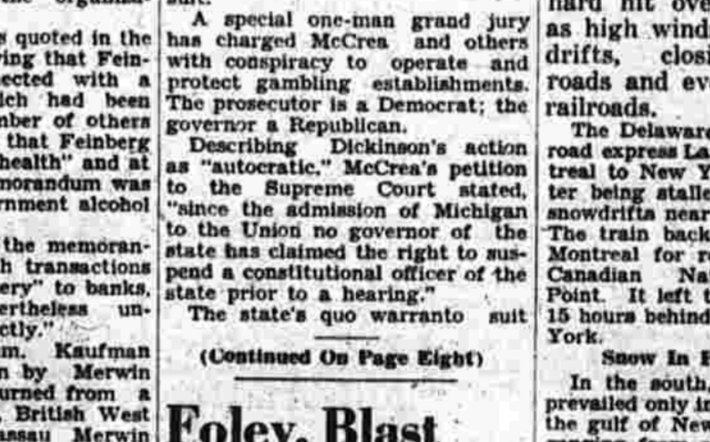 s quoted in the
ing that Fein-
ected with a
ich had been
mber of others
that Feinberg
health" and at
morandum was
rnment alcohol
the memoran-
h transactions
ery" to banks.
ertheless un-
ctly."
m. Kaufman
n by Merwin
urned from a
British West
assau Merwin
A special one-man grand jury
has charged McCrea and others
with conspiracy to operate and
protect gambling establishments.
The prosecutor is a Democrat; the
governor a Republican.
Describing Dickinson's action
as "autocratic," McCrea's petition
to the Supreme Court stated,
"since the admission of Michigan
to the Union no governor of the
state has claimed the right to sus-
pend a constitutional officer of the
state prior to a hearing."
The state's quo warranto suit
(Continued On Page Eight)
Foley, Blast
hard hit ove
as high wind
drifts, closi
roads and ev
railroads.
The Delaware
road express La
treal to New Y
ter being stalle
snowdrifts near
The train back
Montreal for r
Canadian Na
Point. It left t
15 hours behind
York.
Snow In
In the south,
prevailed only in
the gulf of New